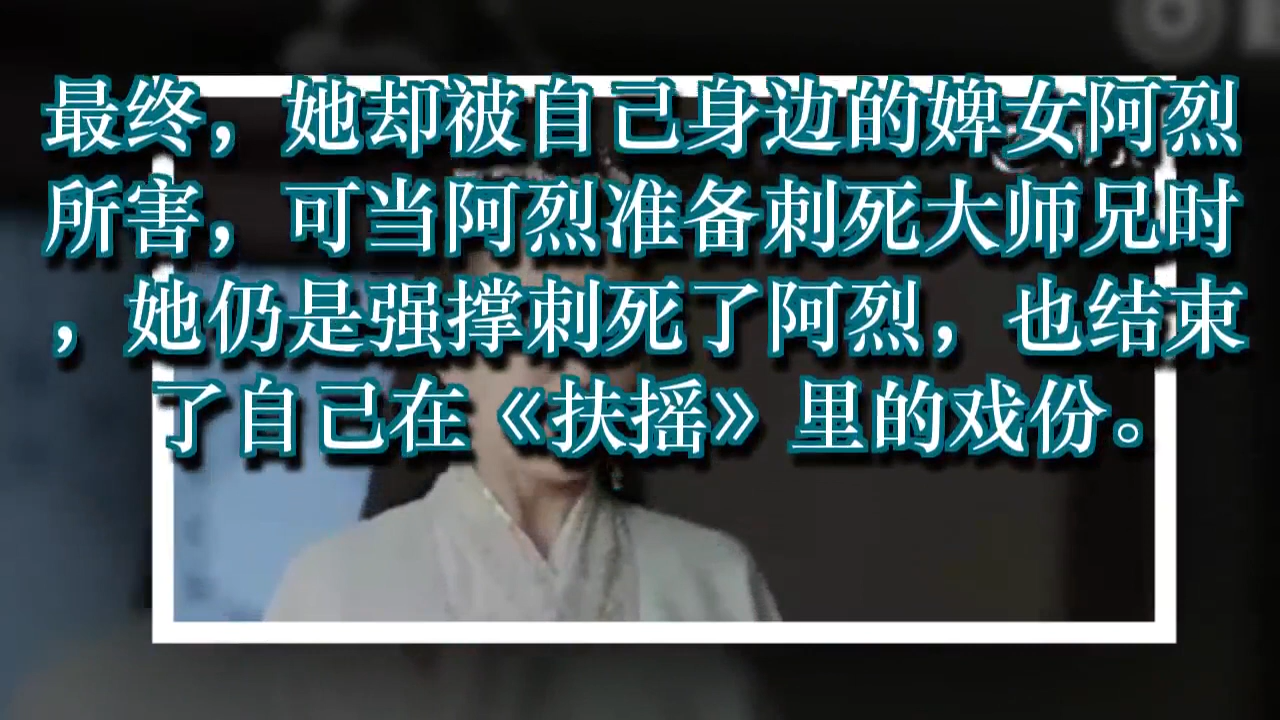 最终，她却被自己身边的婢女阿烈
所害，可当阿烈准备刺死大师兄时
，她仍是强撑刺死了阿烈，也结束
了自己在《扶摇》里的戏份。